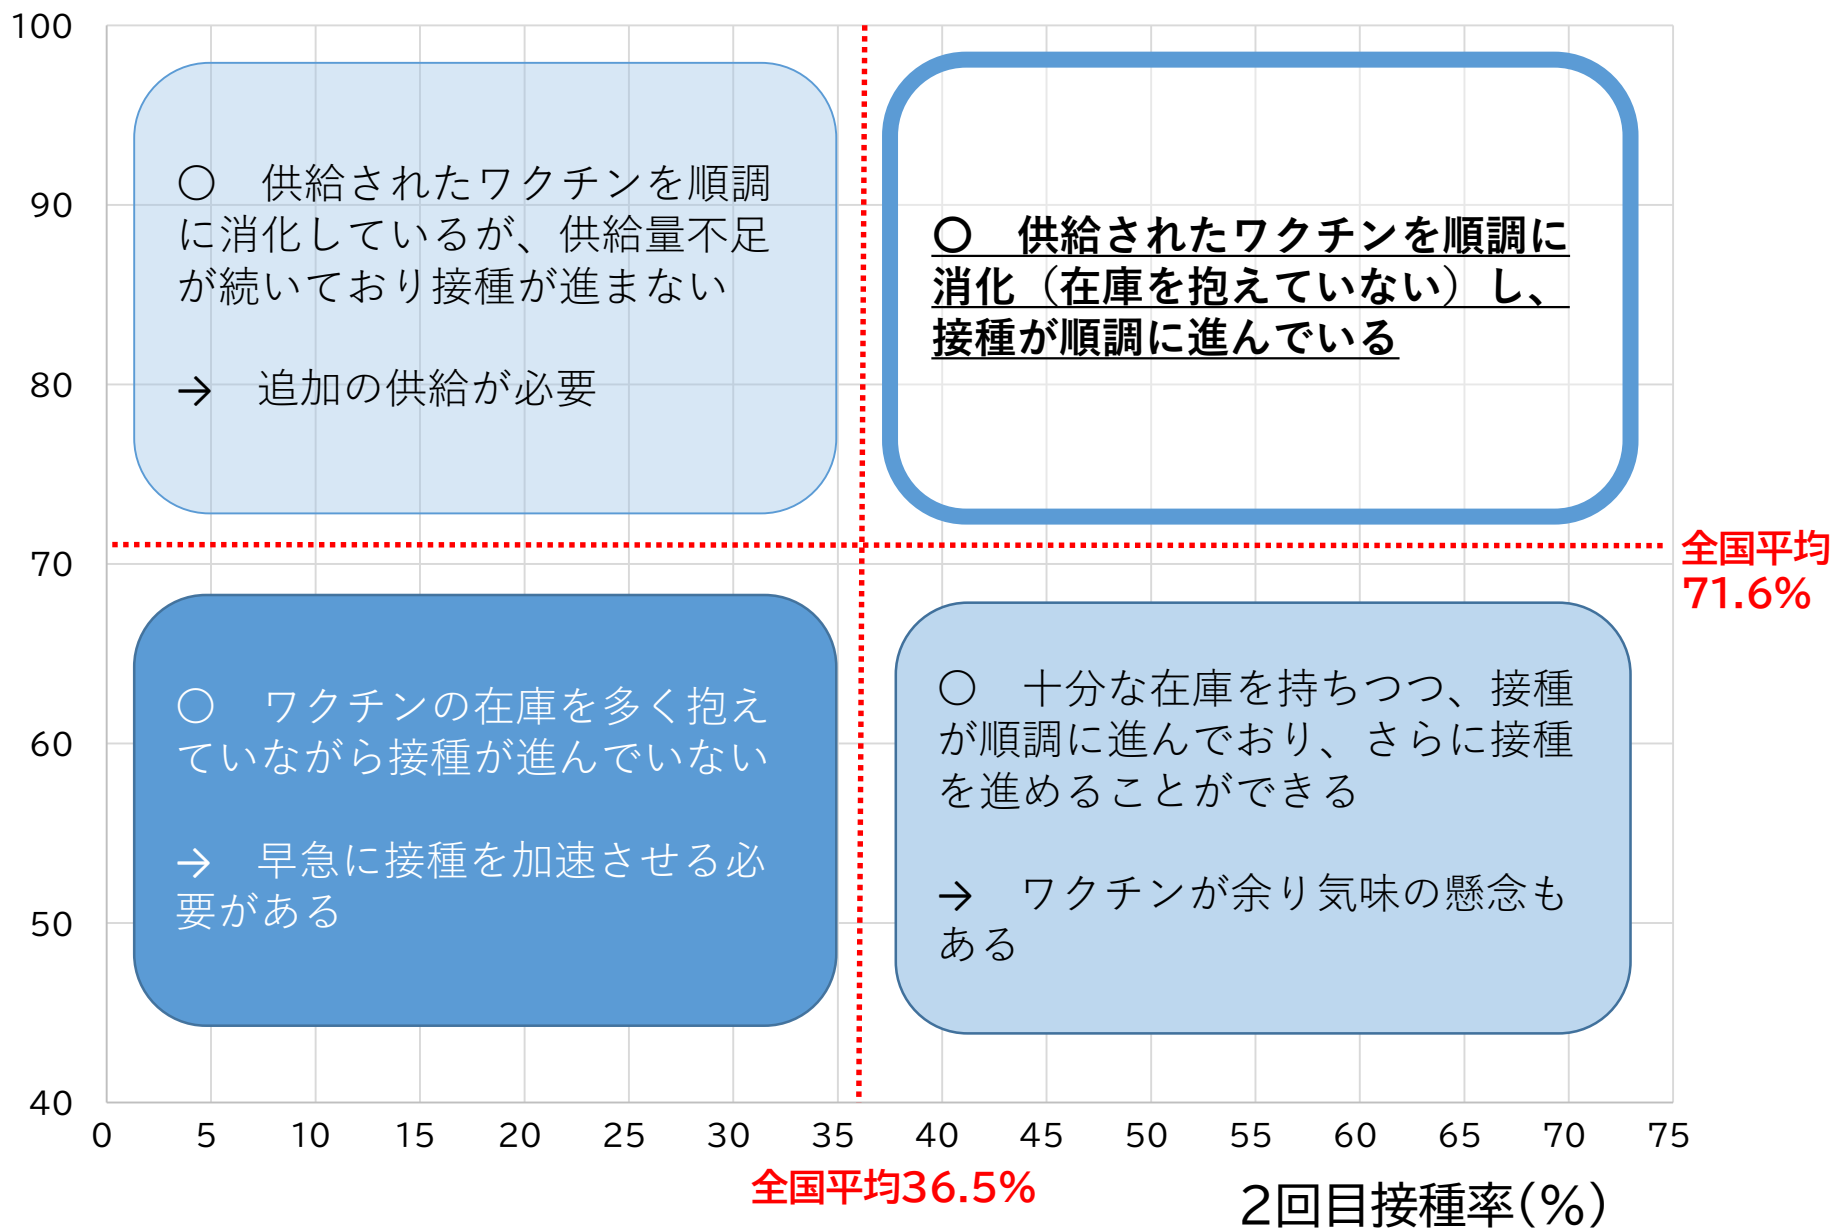 100
90
80
70
60
50
40
○　供給されたワクチンを順調
に消化しているが、供給量不足
が続いており接種が進まない
→　追加の供給が必要
○　供給されたワクチンを順調に
消化（在庫を抱えていない）し、
接種が順調に進んでいる
全国平均
71.6%
○　ワクチンの在庫を多く抱え
ていながら接種が進んでいない
→　早急に接種を加速させる必
要がある
○　十分な在庫を持ちつつ、接種
が順調に進んでおり、さらに接種
を進めることができる
→　ワクチンが余り気味の懸念も
ある
0 5 10 15 20 25 30 35 40 45 50 55 60 65 70 75
全国平均36.5%
2回目接種率(%)